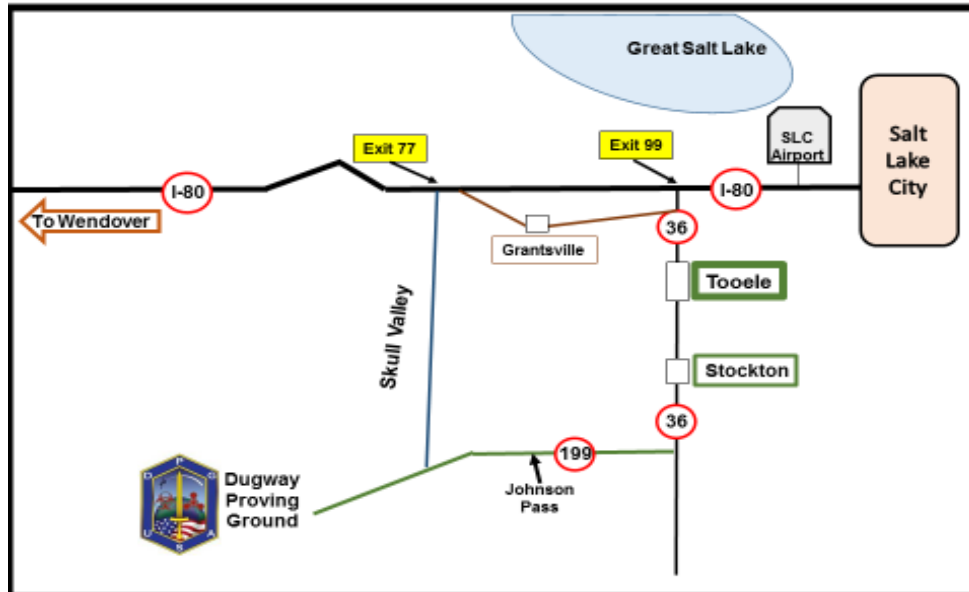 Great Salt Lake
Salt
Lake
City
SLC
Airport
Exit 77
Exit 99
I-80
I-80
To Wendover
36
Grantsville
Tooele
Skull Valley
Stockton
36
199
Johnson
Pass
Dugway
Proving
Ground
D P G
U S A